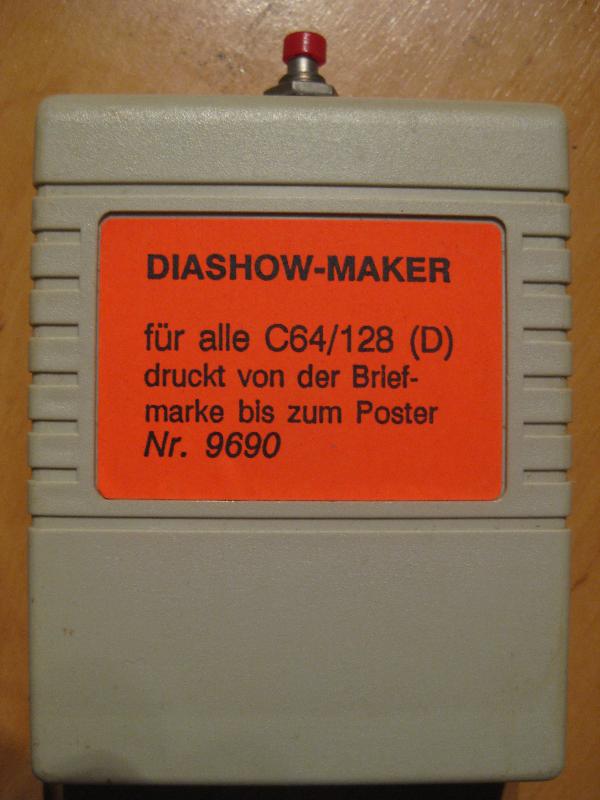 DIASHOW-MAKER
für alle C64/128 (D)
druckt von der Brief-
marke bis zum Poster
Nr. 9690